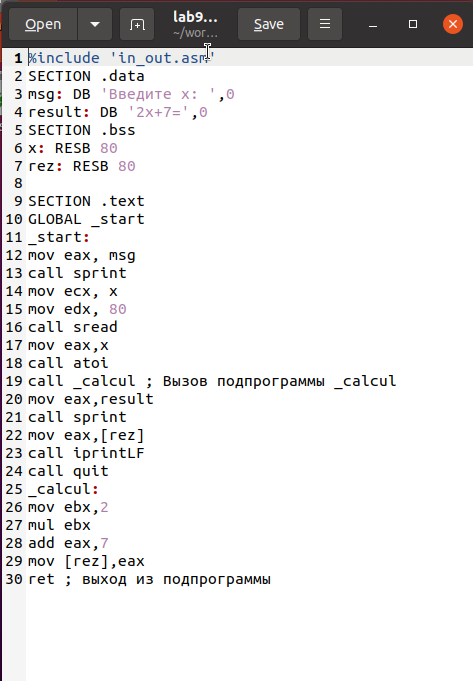 Open
lab9...
~/wor...
Save
1 %include 'in_out.asm'
2 SECTION .data
3 msg: DB 'Введите x: ',0
4 result: DB '2x+7=',0
5 SECTION .bss
6 x: RESB 80
7 rez: RESB 80
8
9 SECTION .text
10 GLOBAL _start
11 _start:
12 mov eax, msg
13 call sprint
14 mov ecx, x
15 mov edx, 80
16 call sread
17 mov eax,x
18 call atoi
19 call _calcul ; Вызов подпрограммы _calcul
20 mov eax,result
21 call sprint
22 mov eax,[rez]
23 call iprintLF
24 call quit
25 _calcul:
26 mov ebx,2
27 mul ebx
28 add eax,7
29 mov [rez],eax
30 ret ; выход из подпрограммы